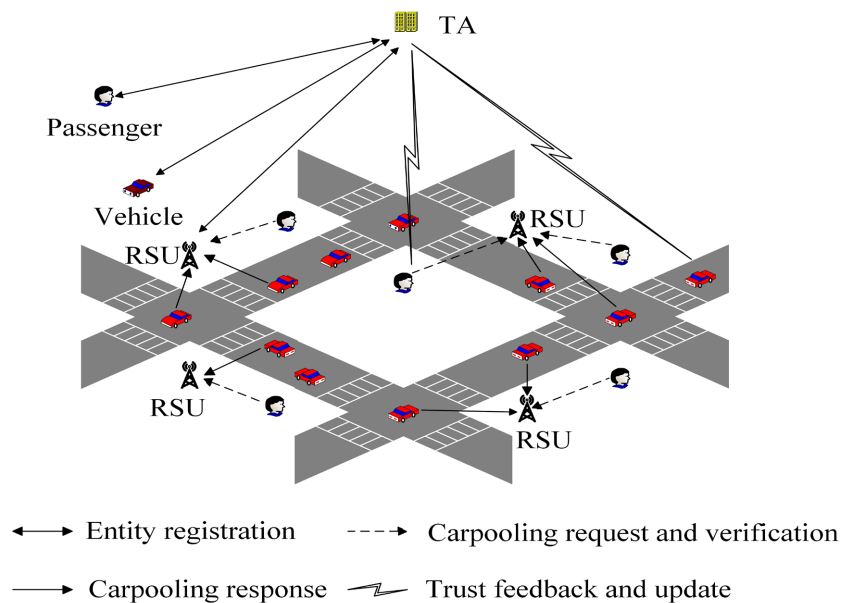 TA
Passenger
Vehicle
RSU
RSU
RSU
RSU
Entity registration
Carpooling request and verification
Carpooling response
Trust feedback and update